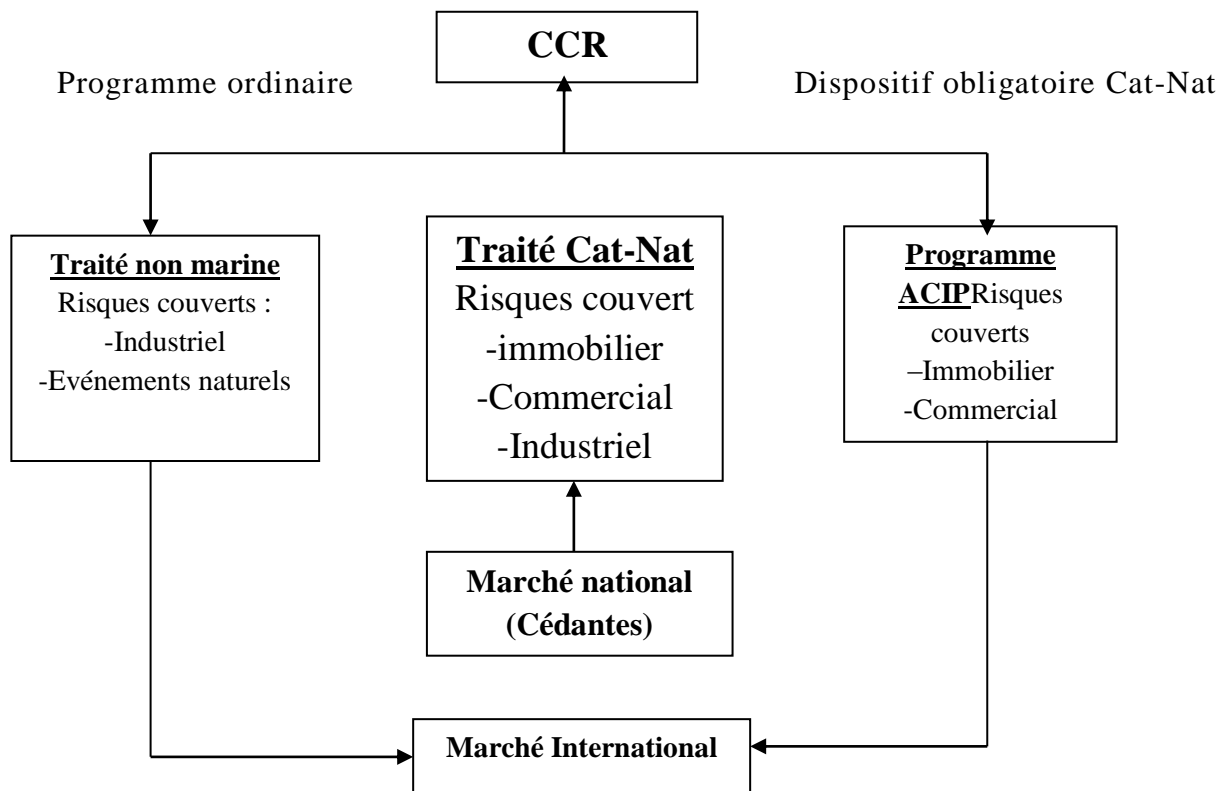 CCR
Programme ordinaire
Dispositif obligatoire Cat-Nat
Traité non marine
Risques couverts :
-Industriel
-Evénements naturels
Traité Cat-Nat
Risques couvert
-immobilier
-Commercial
-Industriel
Programme
ACIPRisques
couverts
–Immobilier
-Commercial
Marché national
(Cédantes)
Marché International